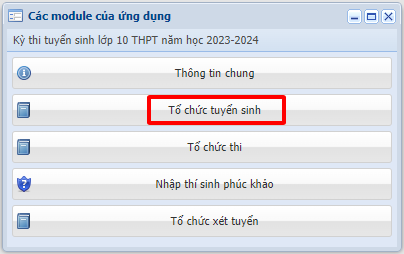 Các module của ứng dụng
Kỳ thi tuyển sinh lớp 10 THPT năm học 2023-2024
Thông tin chung
Tổ chức tuyển sinh
Tổ chức thi
Nhập thí sinh phúc khảo
Tổ chức xét tuyển